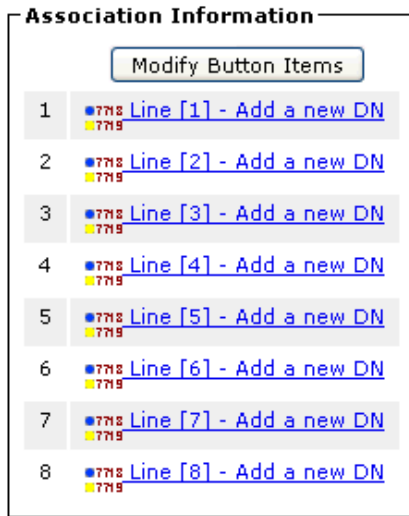 Association Information
Modify Button Items
1 Line [1] - Add a new DN
2 Line [2] - Add a new DN
3 Line [3] - Add a new DN
4 Line [4] - Add a new DN
5 Line [5] - Add a new DN
6 Line [6] - Add a new DN
7 Line [7] - Add a new DN
8 Line [8] - Add a new DN